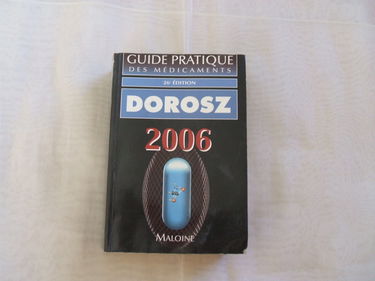 GUIDE PRATIQUE
DES MÉDICAMENTS
26e ÉDITION
DOROSZ
2006
MALOINE